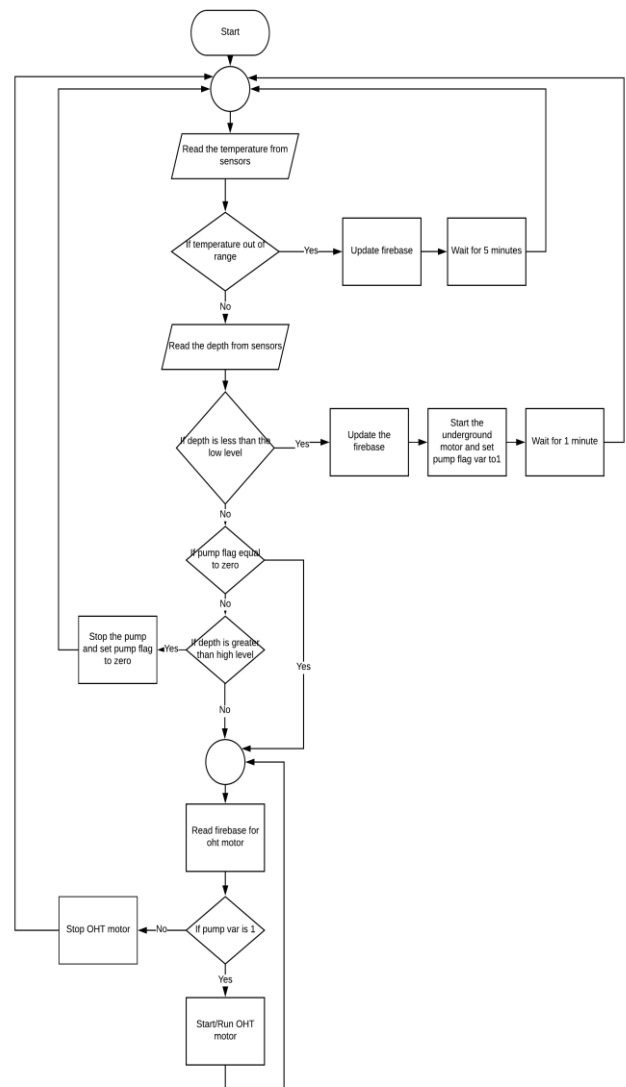 Start
Read the temperature from
sensors
If temperature out of
range
Yes
Update firebase
Wait for 5 minutes
No
Read the depth from sensors
If depth is less than the
low level
Yes
Update the
firebase
Start the
underground
motor and set
pump flag var to1
Wait for 1 minute
No
If pump flag equal
to zero
No
Yes
If depth is greater
than high level
Yes
Stop the pump
and set pump flag
to zero
No
Read firebase for
oht motor
If pump var is 1
No
Stop OHT motor
Yes
Start/Run OHT
motor